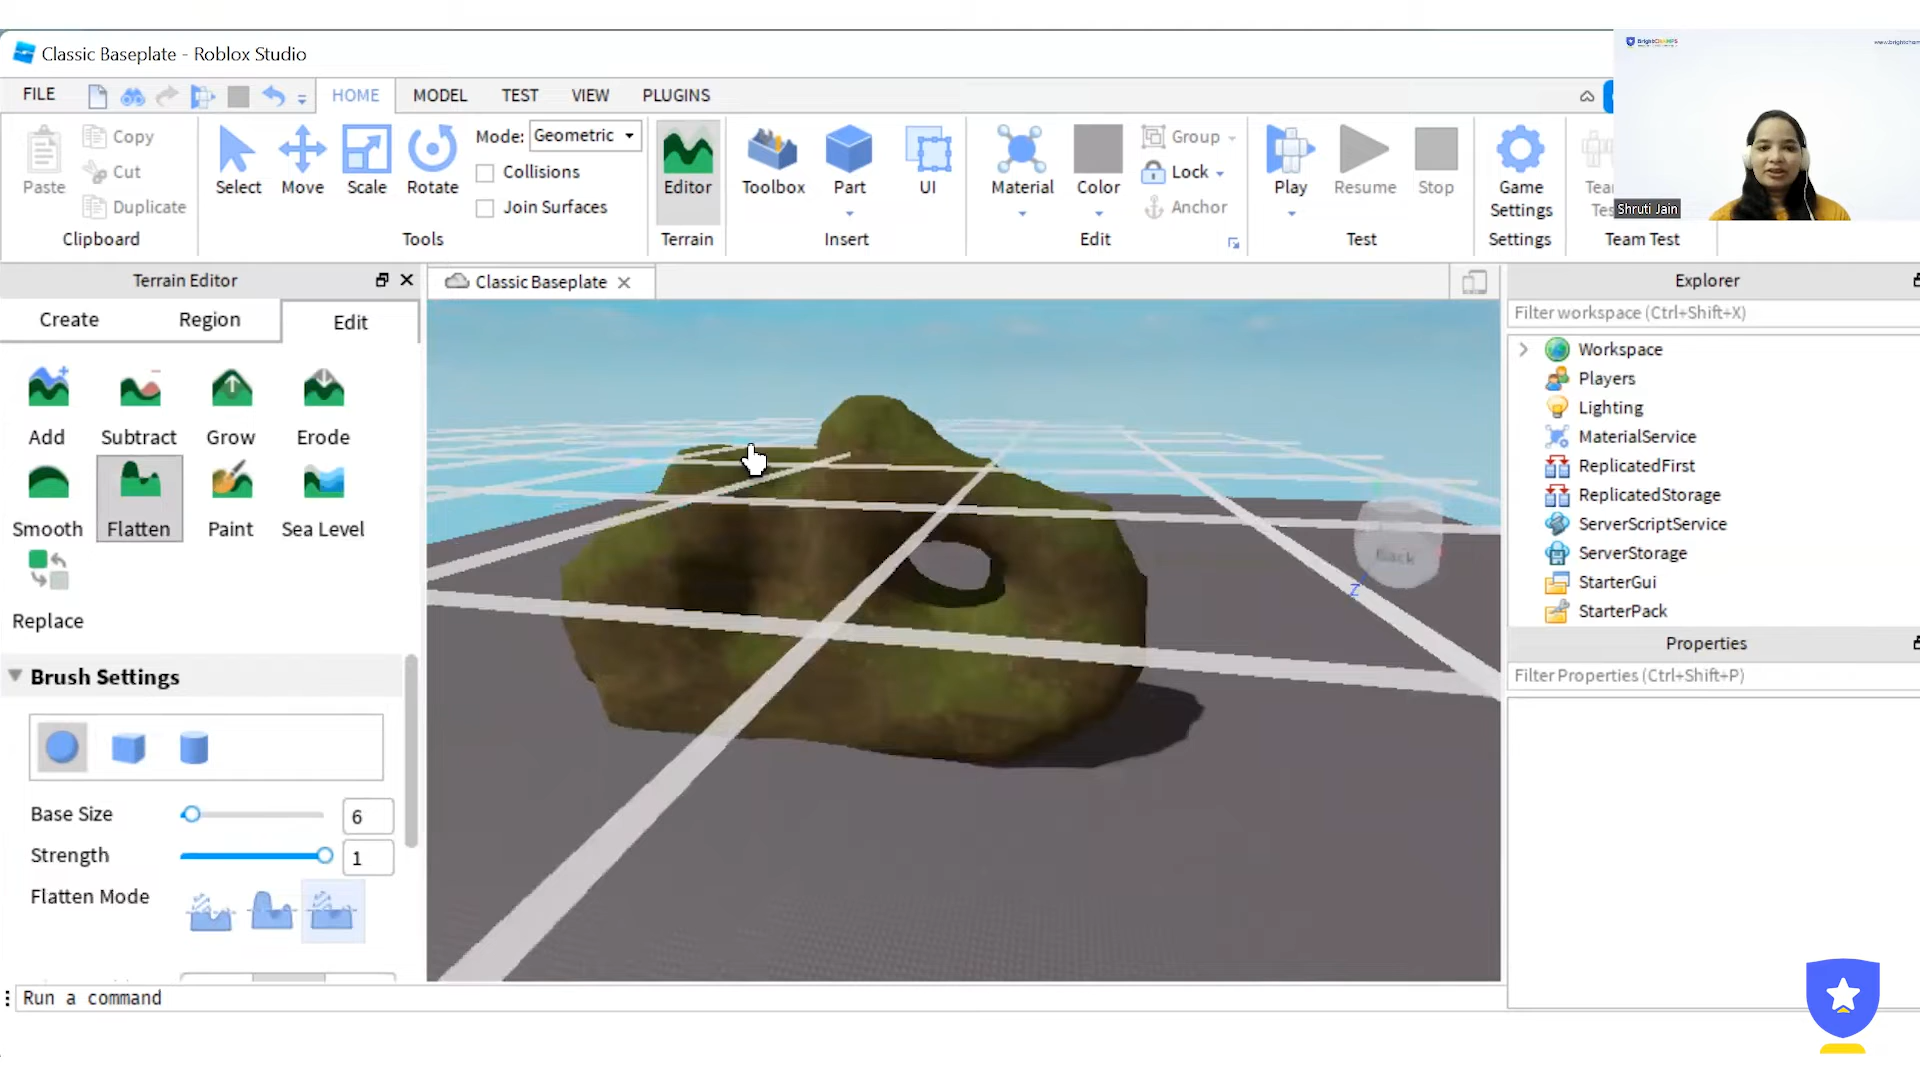 Classic Baseplate - Roblox Studio
BrightCHAMPS
FILE
HOME
MODEL
TEST
VIEW
PLUGINS
Paste
Copy
Cut
Duplicate
Clipboard
Select
Move
Scale
Rotate
Mode: Geometric
Collisions
Join Surfaces
Tools
Editor
Terrain
Toolbox
Part
UI
Insert
Material
Color
Group
Lock
Anchor
Edit
Play
Resume
Stop
Test
Game
Settings
Settings
Team Test
Shruti Jain
Terrain Editor
Create
Region
Edit
Add
Subtract
Grow
Erode
Smooth
Flatten
Paint
Sea Level
Replace
Brush Settings
Base Size
6
Strength
1
Flatten Mode
Classic Baseplate
Back
Z
Explorer
Filter workspace (Ctrl+Shift+X)
Workspace
Players
Lighting
MaterialService
ReplicatedFirst
ReplicatedStorage
ServerScriptService
ServerStorage
StarterGui
StarterPack
Properties
Filter Properties (Ctrl+Shift+P)
Run a command